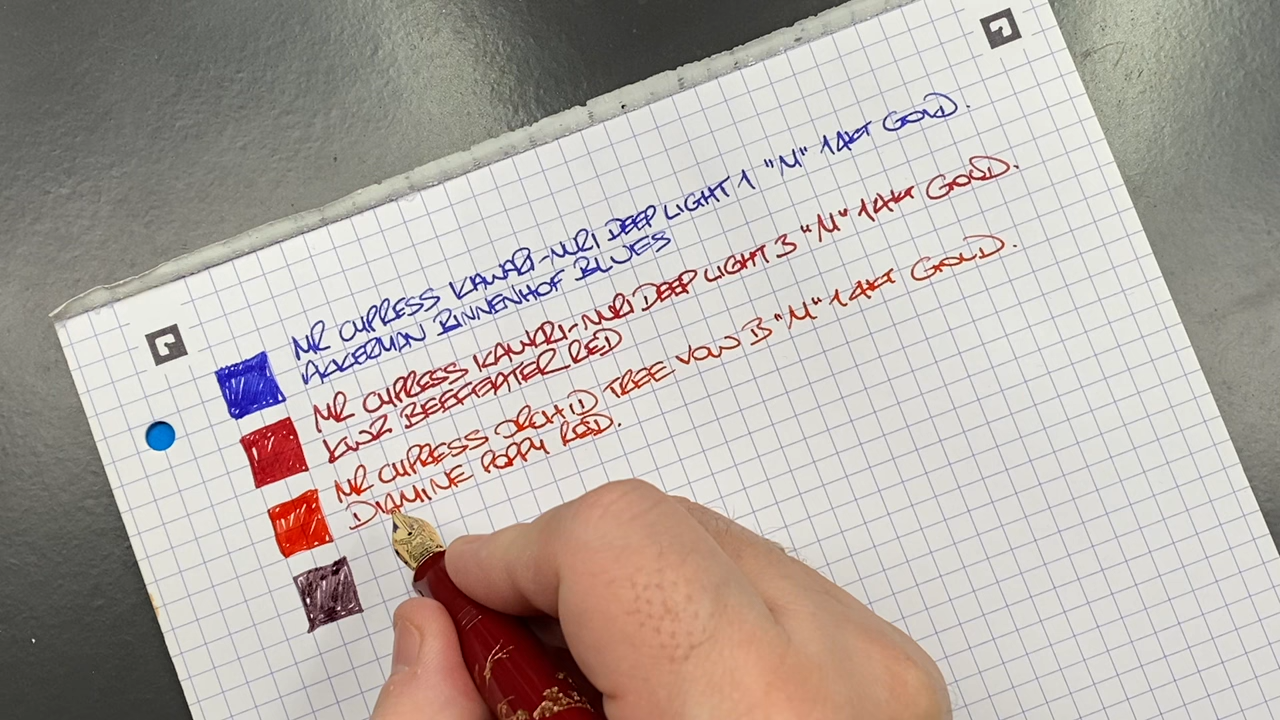 MR CYPRESS KAWARI-NURI DEEP LIGHT 1 "M" 14kt GOLD.
AKKERMAN BINNENHOF BLUES
MR CYPRESS KAWARI-NURI DEEP LIGHT 3 "M" 14kt GOLD.
KWZ BEEFEATER RED
MR CYPRESS ORCHID TREE VOW B "M" 14kt GOLD.
DIAMINE POPPY RED.